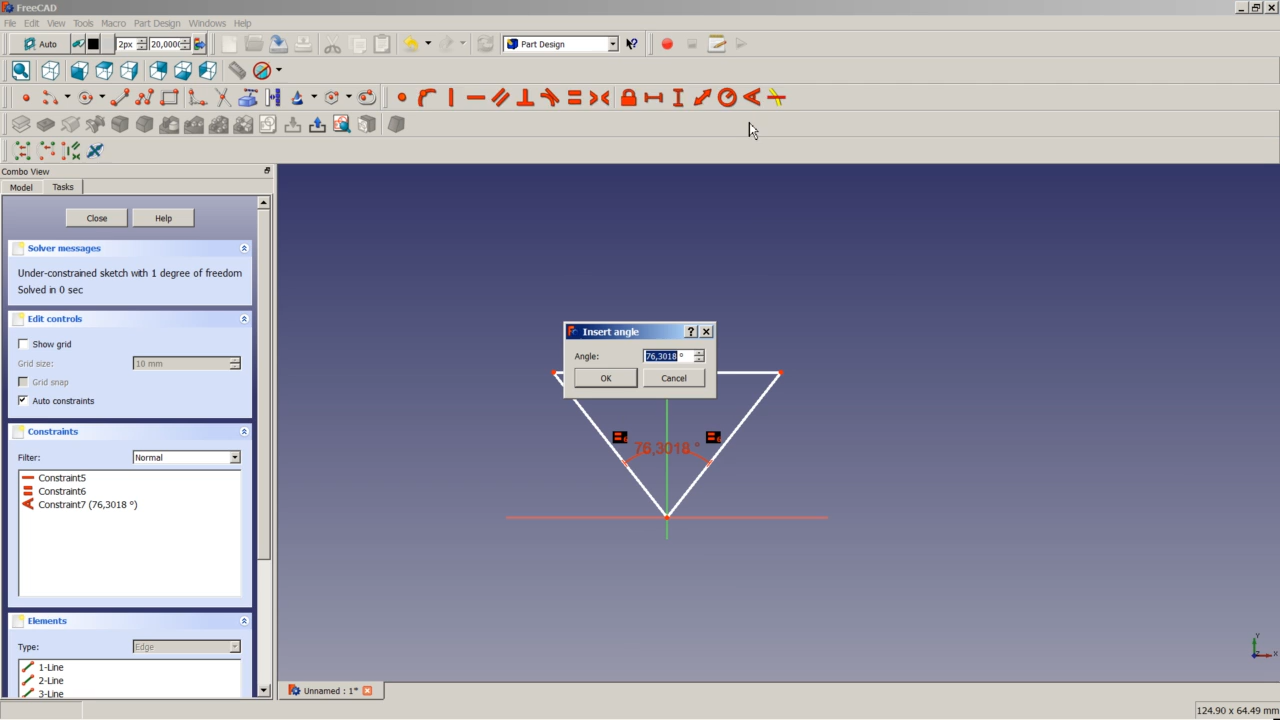 FreeCAD
File Edit View Tools Macro Part Design Windows Help
Auto 2px 20,000( Part Design
Combo View
Model Tasks
Close Help
Solver messages
Under-constrained sketch with 1 degree of freedom
Solved in 0 sec
Edit controls
Show grid
Grid size: 10 mm
Grid snap
Auto constraints
Constraints
Filter: Normal
Constraint5
Constraint6
Constraint7 (76,3018 °)
Elements
Type: Edge
1-Line
2-Line
3-Line
Insert angle
Angle: 76,3018 °
OK Cancel
6 6
76,3018 °
Y
Z X
Unnamed : 1*
124.90 x 64.49 mm